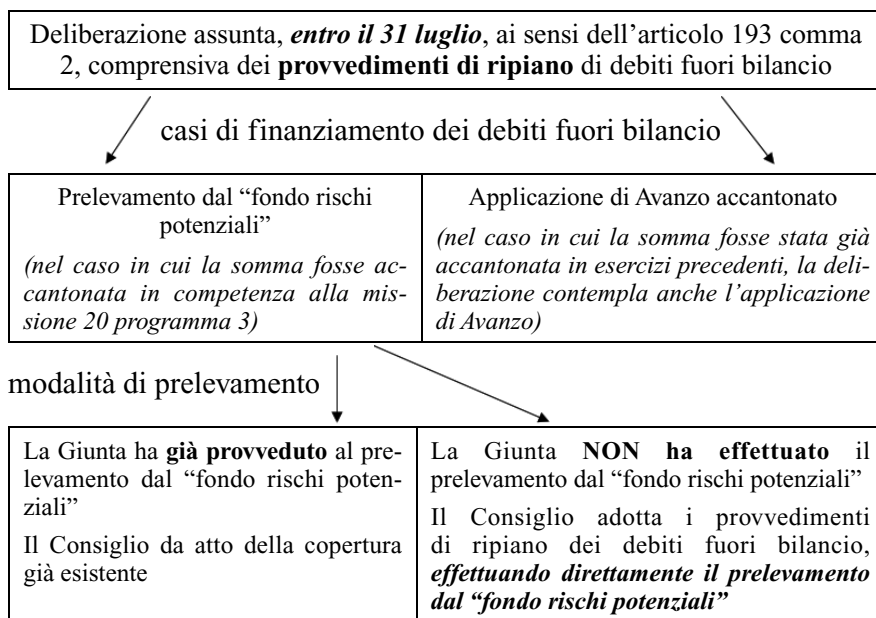 Deliberazione assunta, entro il 31 luglio, ai sensi dell’articolo 193 comma
2, comprensiva dei provvedimenti di ripiano di debiti fuori bilancio
casi di finanziamento dei debiti fuori bilancio
Prelevamento dal “fondo rischi
potenziali”
(nel caso in cui la somma fosse ac-
cantonata in competenza alla mis-
sione 20 programma 3)
Applicazione di Avanzo accantonato
(nel caso in cui la somma fosse stata già
accantonata in esercizi precedenti, la deli-
berazione contempla anche l’applicazione
di Avanzo)
modalità di prelevamento
La Giunta ha già provveduto al pre-
levamento dal “fondo rischi poten-
ziali”
Il Consiglio da atto della copertura
già esistente
La Giunta NON ha effettuato il
prelevamento dal “fondo rischi potenziali”
Il Consiglio adotta i provvedimenti
di ripiano dei debiti fuori bilancio,
effettuando direttamente il prelevamento
dal “fondo rischi potenziali”